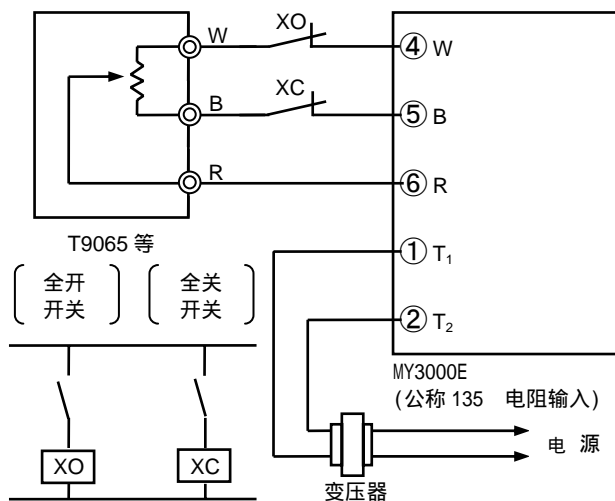 W
XO
④ W
B
XC
⑤ B
R
⑥ R
T9065 等
① T₁
全开
开关
全关
开关
② T₂
MY3000E
(公称 135 电阻输入)
XO
XC
电 源
变压器